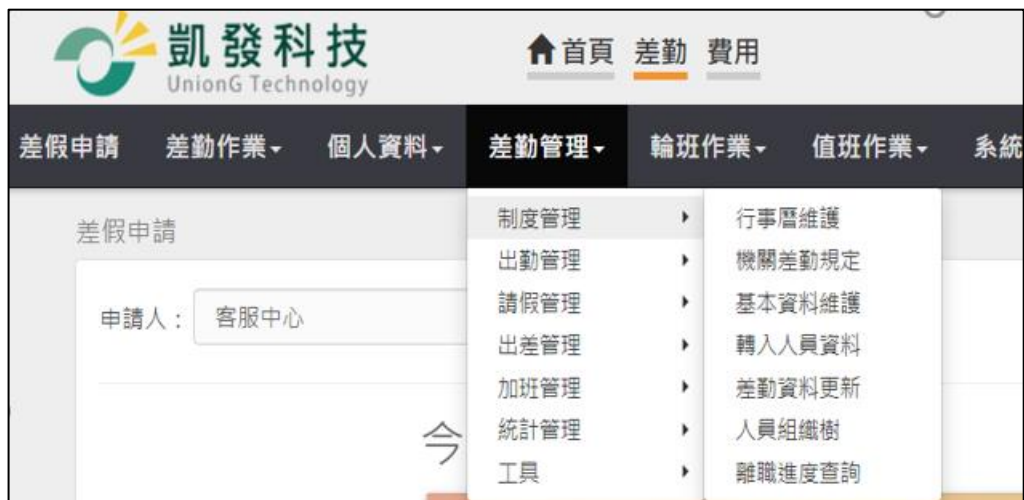 凱發科技
UnionG Technology
首頁 差勤 費用
差假申請 差勤作業 個人資料 差勤管理 輪班作業 值班作業 系統
差假申請
申請人： 客服中心
今
制度管理
出勤管理
請假管理
出差管理
加班管理
統計管理
工具
行事曆維護
機關差勤規定
基本資料維護
轉入人員資料
差勤資料更新
人員組織樹
離職進度查詢